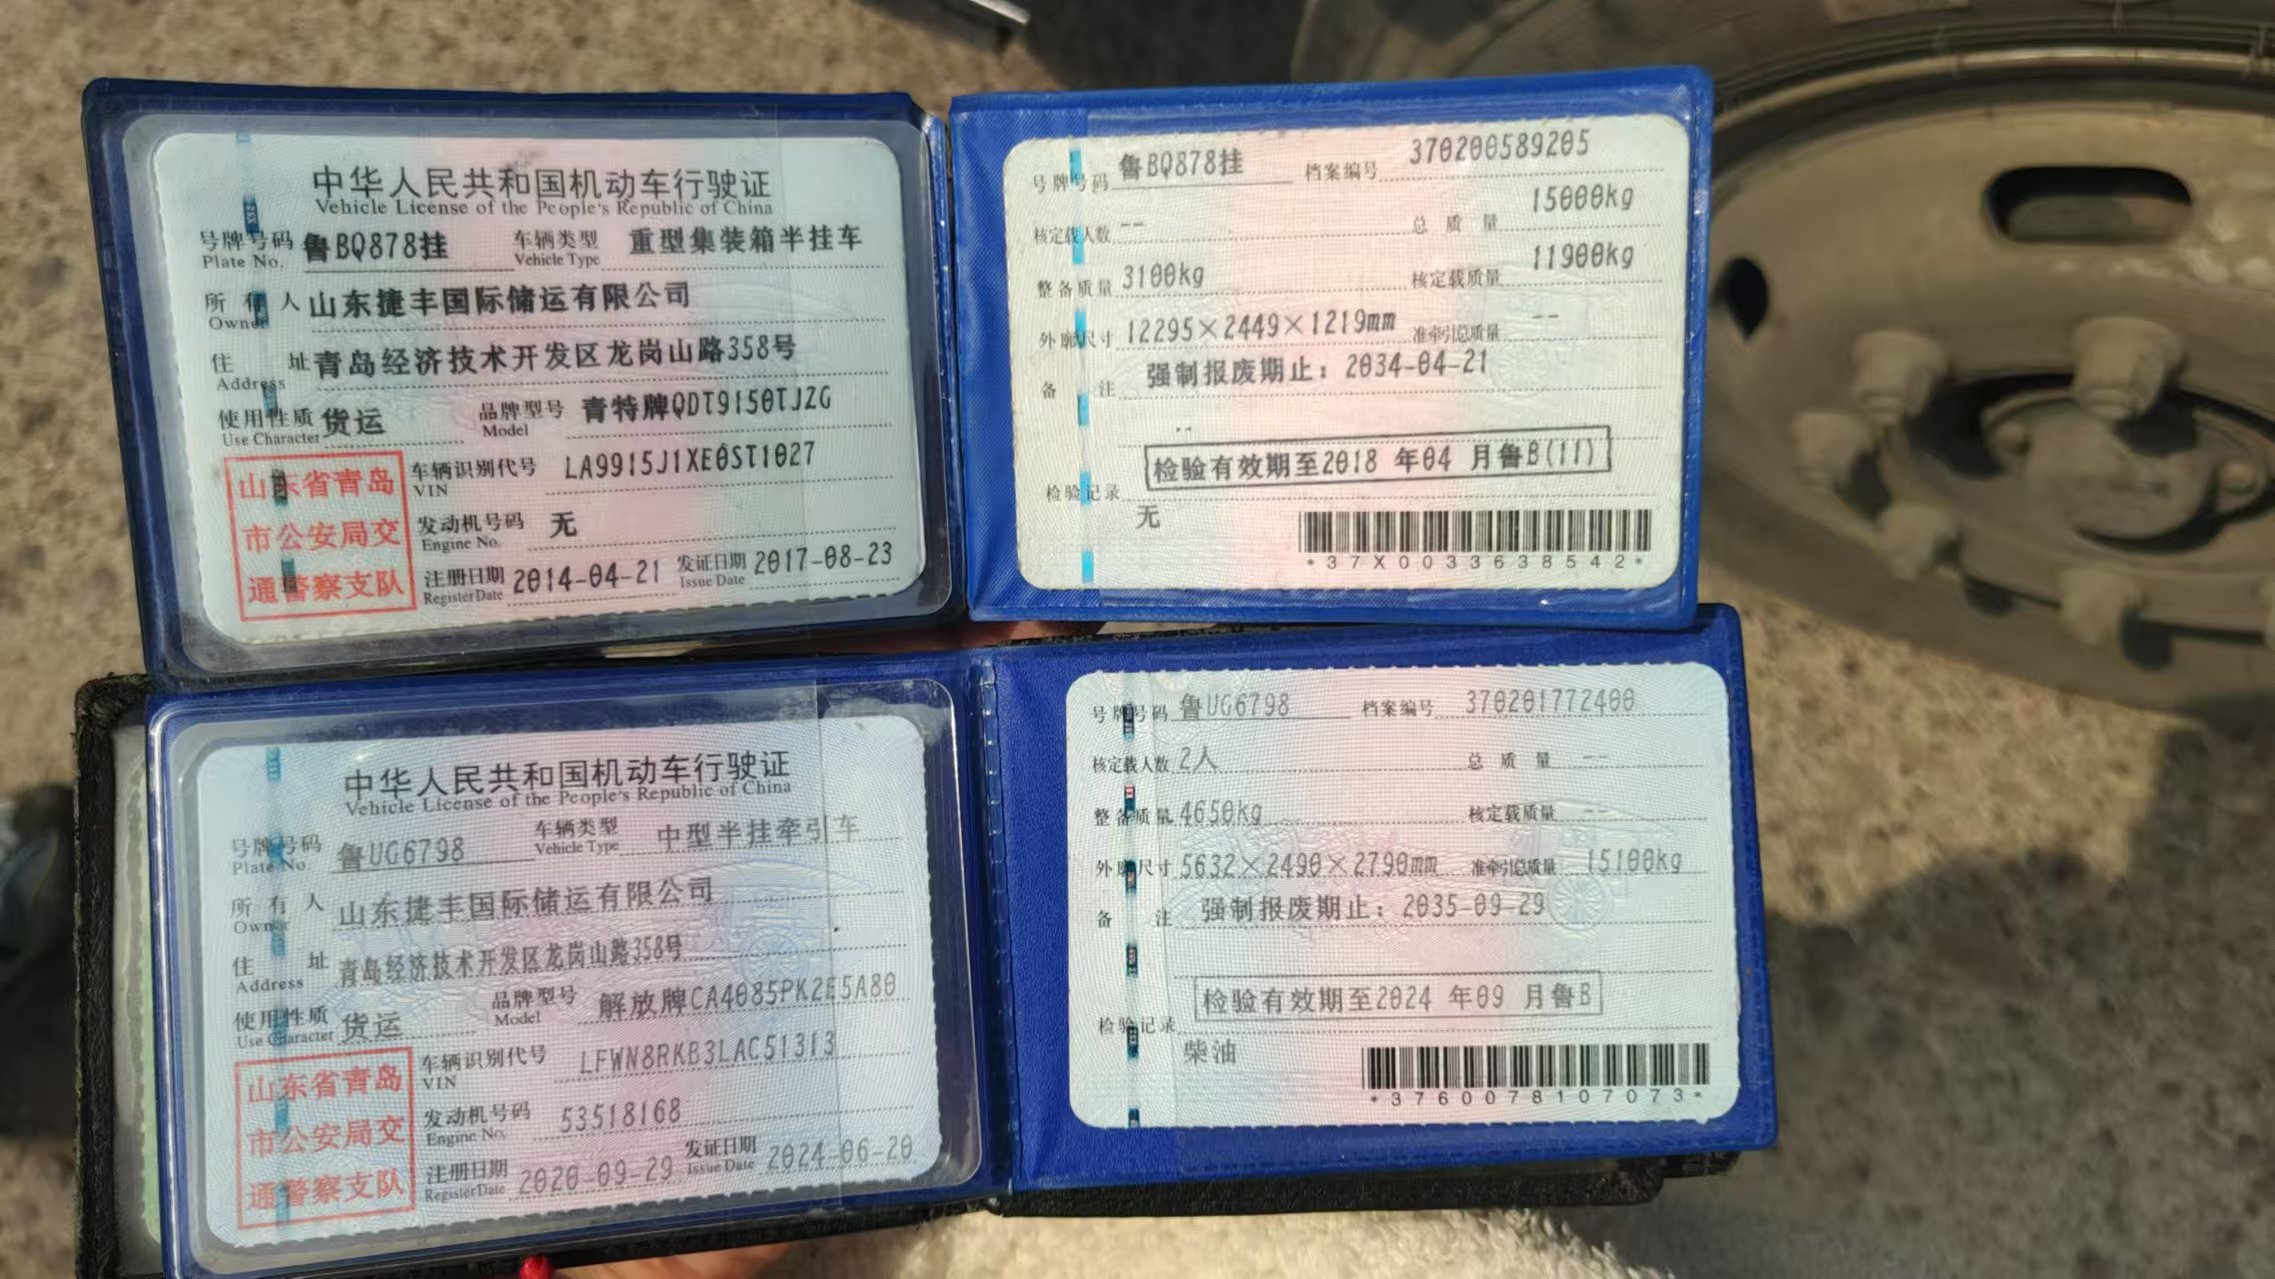 中华人民共和国机动车行驶证
Vehicle License of the People's Republic of China
号牌号码 鲁BQ878挂 车辆类型 重型集装箱半挂车
Plate No. Vehicle Type
所有人 山东捷丰国际储运有限公司
Owner
住址 青岛经济技术开发区龙岗山路358号
Address
使用性质 货运 品牌型号 青特牌QDT9150TJZG
Use Character Model
山东省青岛
市公安局交
通警察支队
车辆识别代号 LA9915J1XE0ST1027
VIN
发动机号码 无
Engine No.
注册日期 2014-04-21 发证日期 2017-08-23
Register Date Issue Date
号牌号码 鲁BQ878挂 档案编号 370200589205
核定载人数 -- 总质量 15000kg
整备质量 3100kg 核定载质量 11900kg
外廓尺寸 12295×2449×1219mm 准牵引总质量 --
备注 强制报废期止：2034-04-21
--
检验有效期至2018 年04 月鲁B(11)
检验记录
无
*37X0033638542*
中华人民共和国机动车行驶证
Vehicle License of the People's Republic of China
号牌号码 鲁UG6798 车辆类型 中型半挂牵引车
Plate No. Vehicle Type
所有人 山东捷丰国际储运有限公司
Owner
住址 青岛经济技术开发区龙岗山路358号
Address
使用性质 货运 品牌型号 解放牌CA4085PK2E5A80
Use Character Model
山东省青岛
市公安局交
通警察支队
车辆识别代号 LFWN8RKB3LAC51313
VIN
发动机号码 53518168
Engine No.
注册日期 2020-09-29 发证日期 2024-06-20
Register Date Issue Date
号牌号码 鲁UG6798 档案编号 370201772400
核定载人数 2人 总质量 --
整备质量 4650kg 核定载质量 --
外廓尺寸 5632×2490×2790mm 准牵引总质量 15100kg
备注 强制报废期止：2035-09-29
检验有效期至2024 年09 月鲁B
检验记录
柴油
*3760078107073*